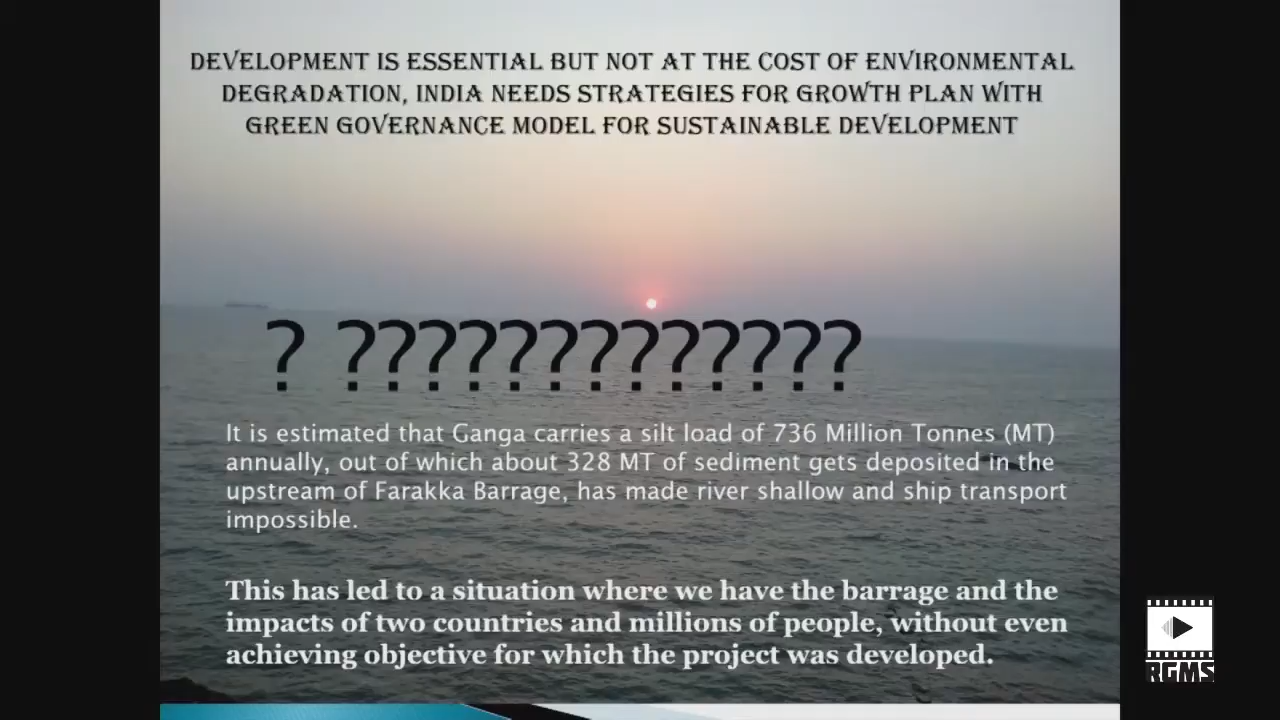 DEVELOPMENT IS ESSENTIAL BUT NOT AT THE COST OF ENVIRONMENTAL
DEGRADATION, INDIA NEEDS STRATEGIES FOR GROWTH PLAN WITH
GREEN GOVERNANCE MODEL FOR SUSTAINABLE DEVELOPMENT
? ?????????????
It is estimated that Ganga carries a silt load of 736 Million Tonnes (MT)
annually, out of which about 328 MT of sediment gets deposited in the
upstream of Farakka Barrage, has made river shallow and ship transport
impossible.
This has led to a situation where we have the barrage and the
impacts of two countries and millions of people, without even
achieving objective for which the project was developed.
RGMS